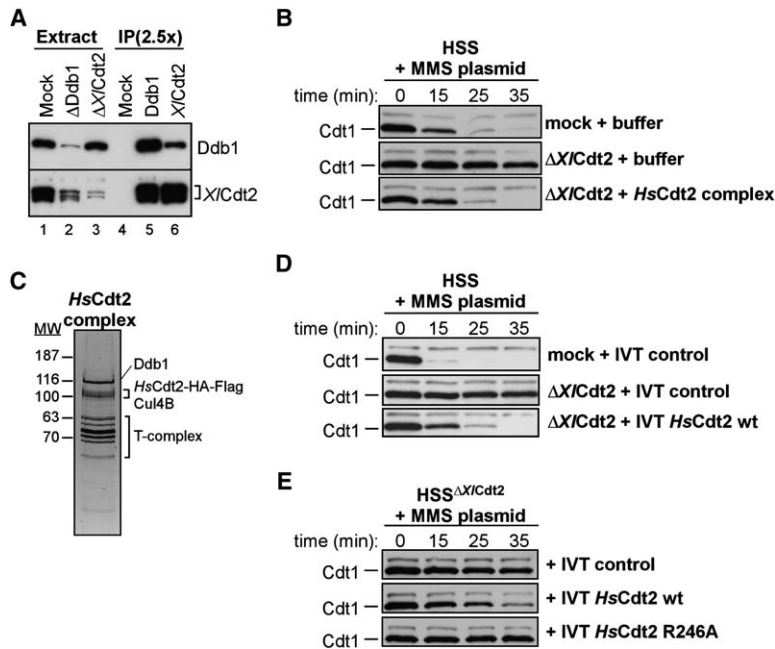 A
Extract IP(2.5x)
Mock
ΔDdb1
ΔXlCdt2
Mock
Ddb1
XlCdt2
Ddb1
XlCdt2
1 2 3 4 5 6
B
HSS
+ MMS plasmid
time (min): 0 15 25 35
Cdt1 mock + buffer
Cdt1 ΔXlCdt2 + buffer
Cdt1 ΔXlCdt2 + HsCdt2 complex
C
HsCdt2
complex
MW
187
116
100
63
70
Ddb1
HsCdt2-HA-Flag
Cul4B
T-complex
D
HSS
+ MMS plasmid
time (min): 0 15 25 35
Cdt1 mock + IVT control
Cdt1 ΔXlCdt2 + IVT control
Cdt1 ΔXlCdt2 + IVT HsCdt2 wt
E
HSSΔXlCdt2
+ MMS plasmid
time (min): 0 15 25 35
Cdt1 + IVT control
Cdt1 + IVT HsCdt2 wt
Cdt1 + IVT HsCdt2 R246A